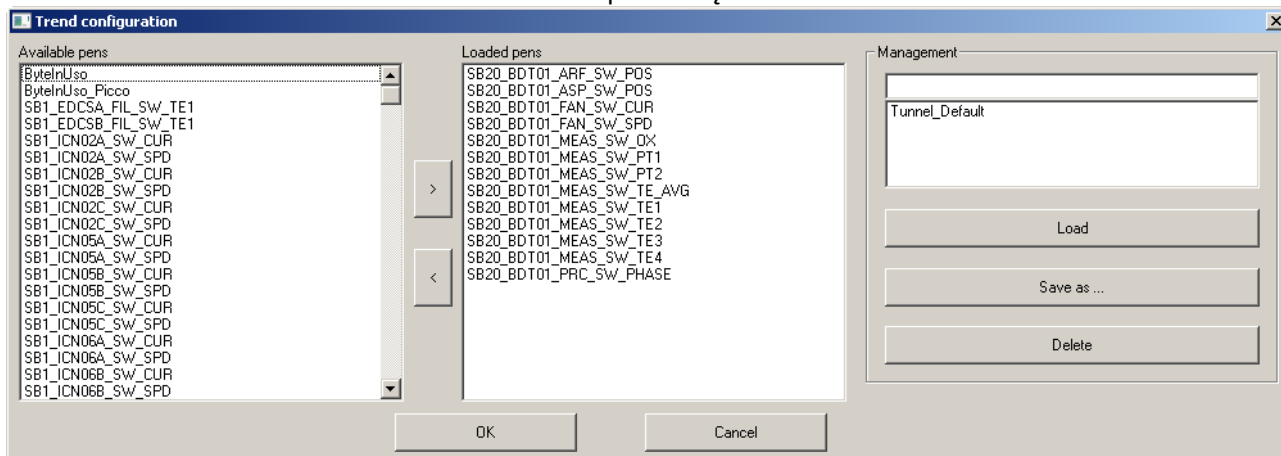 Trend configuration
Available pens
ByteInUso
ByteInUso_Picco
SB1_EDCSA_FIL_SW_TE1
SB1_EDCSB_FIL_SW_TE1
SB1_ICN02A_SW_CUR
SB1_ICN02A_SW_SPD
SB1_ICN02B_SW_CUR
SB1_ICN02B_SW_SPD
SB1_ICN02C_SW_CUR
SB1_ICN02C_SW_SPD
SB1_ICN05A_SW_CUR
SB1_ICN05A_SW_SPD
SB1_ICN05B_SW_CUR
SB1_ICN05B_SW_SPD
SB1_ICN05C_SW_CUR
SB1_ICN05C_SW_SPD
SB1_ICN06A_SW_CUR
SB1_ICN06A_SW_SPD
SB1_ICN06B_SW_CUR
SB1_ICN06B_SW_SPD
>
<
Loaded pens
SB20_BDT01_ARF_SW_POS
SB20_BDT01_ASP_SW_POS
SB20_BDT01_FAN_SW_CUR
SB20_BDT01_FAN_SW_SPD
SB20_BDT01_MEAS_SW_OX
SB20_BDT01_MEAS_SW_PT1
SB20_BDT01_MEAS_SW_PT2
SB20_BDT01_MEAS_SW_TE_AVG
SB20_BDT01_MEAS_SW_TE1
SB20_BDT01_MEAS_SW_TE2
SB20_BDT01_MEAS_SW_TE3
SB20_BDT01_MEAS_SW_TE4
SB20_BDT01_PRC_SW_PHASE
Management
Tunnel_Default
Load
Save as ...
Delete
OK
Cancel